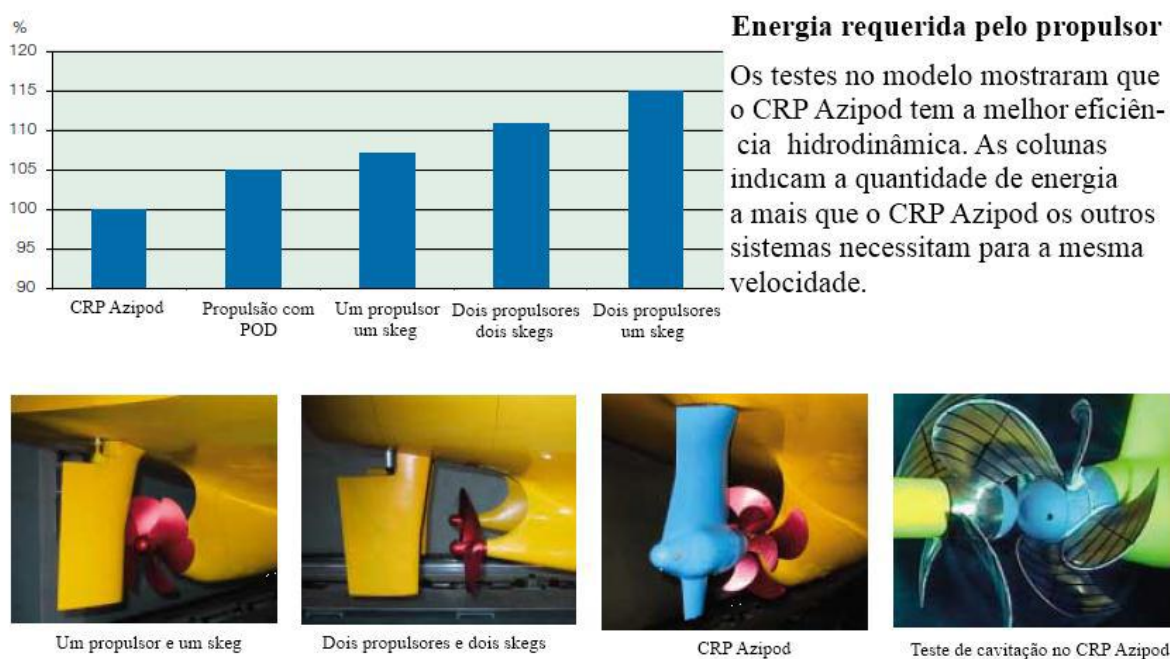 %
120
115
110
105
100
95
90
CRP Azipod
Propulsão com
POD
Um propulsor
um skeg
Dois propulsores
dois skegs
Dois propulsores
um skeg
Energia requerida pelo propulsor
Os testes no modelo mostraram que
o CRP Azipod tem a melhor eficiên-
cia hidrodinâmica. As colunas
indicam a quantidade de energia
a mais que o CRP Azipod os outros
sistemas necessitam para a mesma
velocidade.
Um propulsor e um skeg
Dois propulsores e dois skegs
CRP Azipod
Teste de cavitação no CRP Azipod